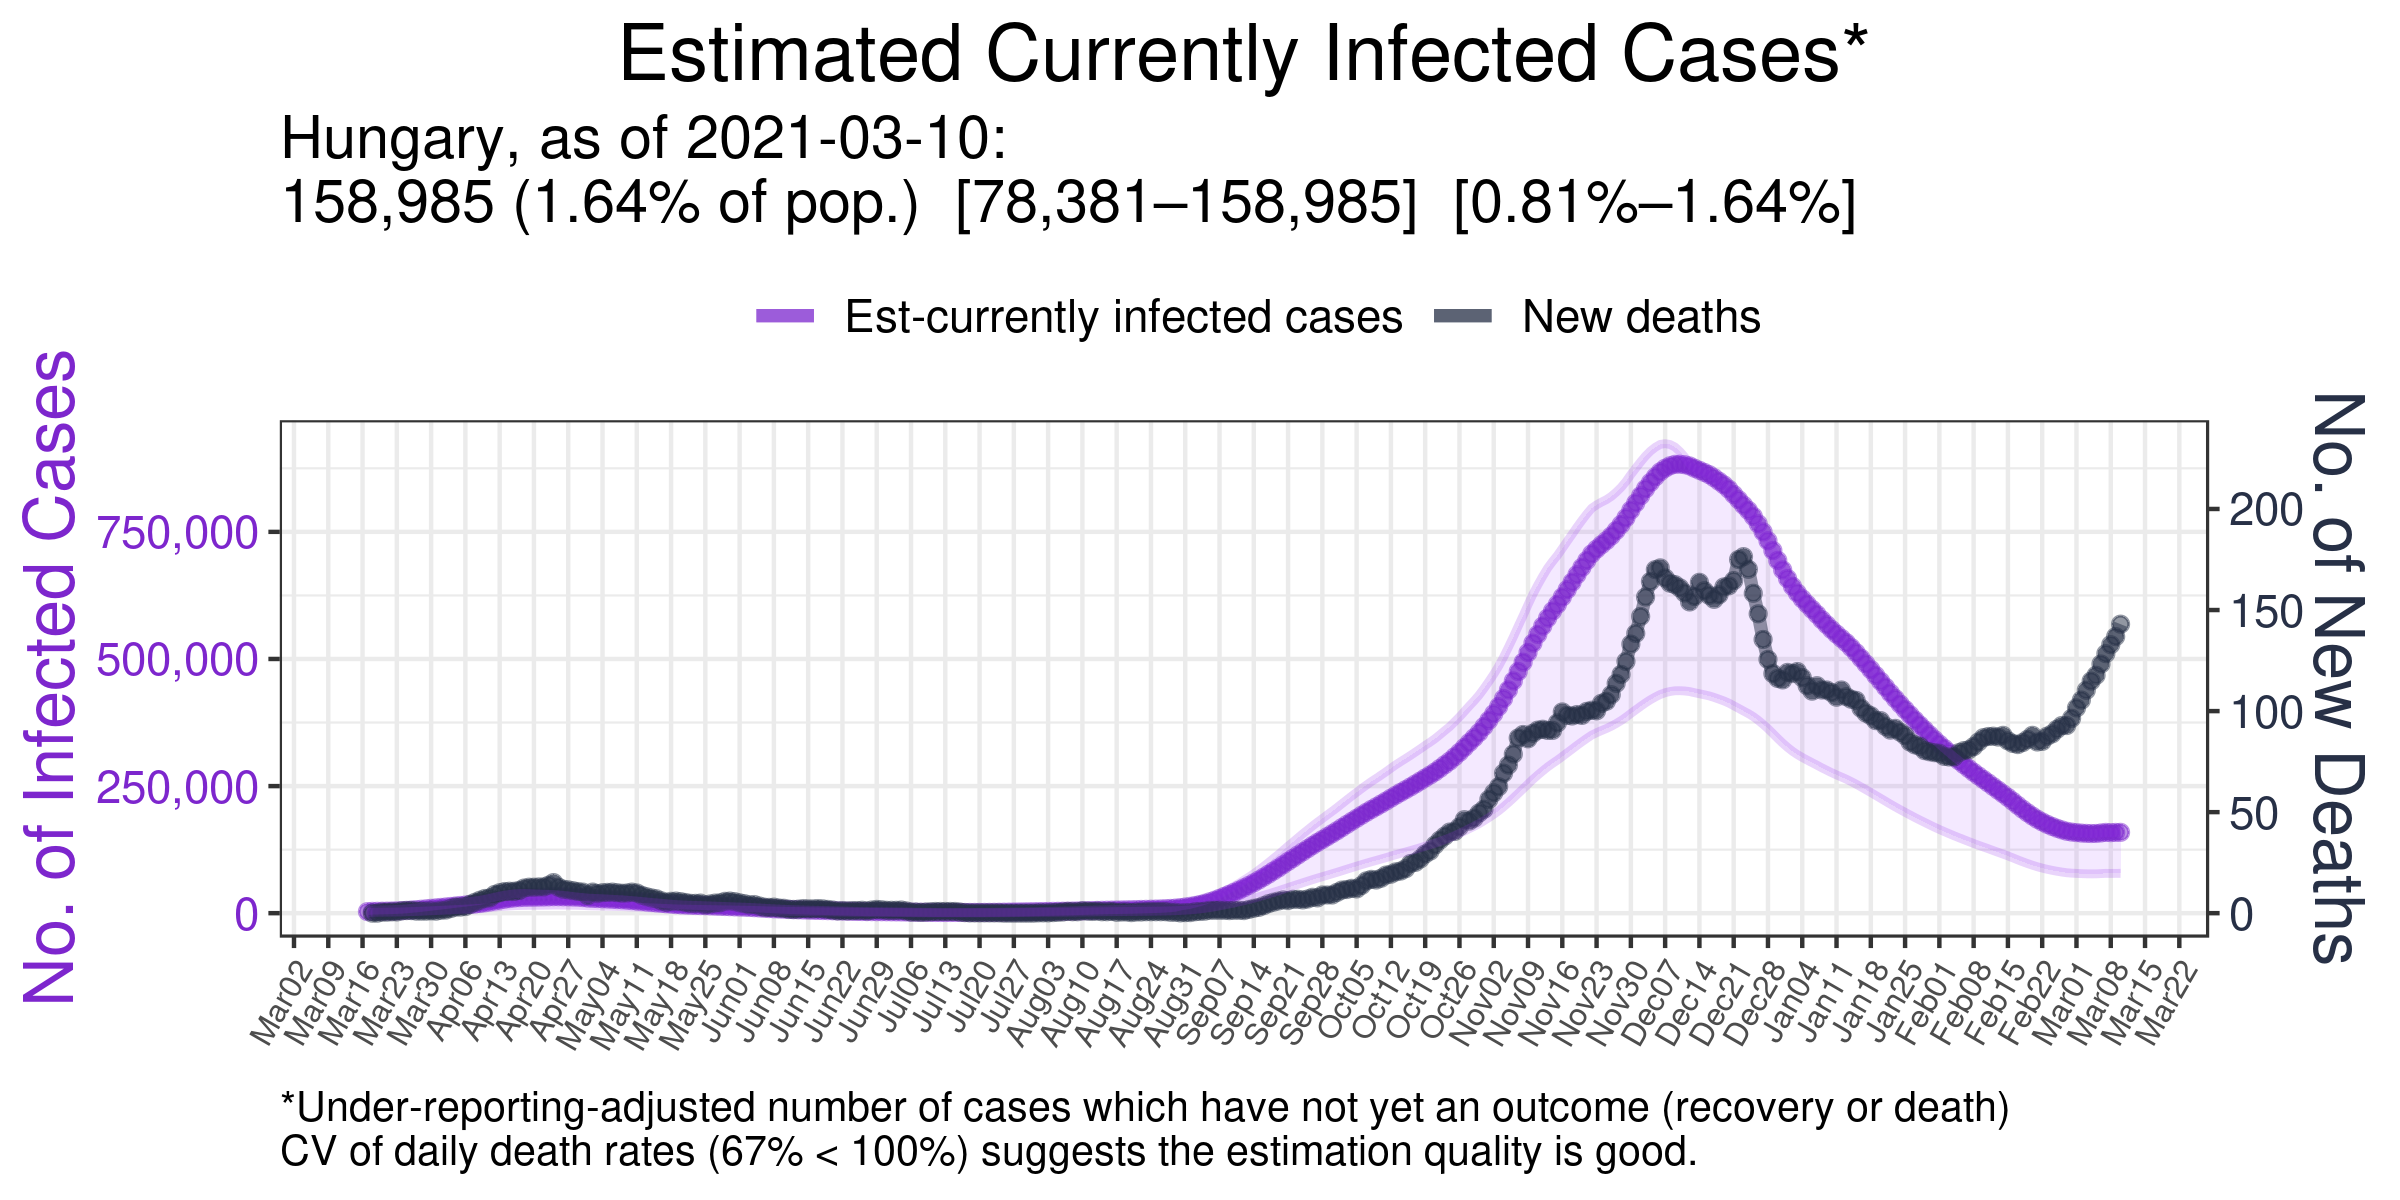 Estimated Currently Infected Cases*
Hungary, as of 2021-03-10:
158,985 (1.64% of pop.) [78,381–158,985] [0.81%–1.64%]
Est-currently infected cases
New deaths
No. of Infected Cases
750,000
500,000
250,000
0
No. of New Deaths
200
150
100
50
0
Mar02
Mar09
Mar16
Mar23
Mar30
Apr06
Apr13
Apr20
Apr27
May04
May11
May18
May25
Jun01
Jun08
Jun15
Jun22
Jun29
Jul06
Jul13
Jul20
Jul27
Aug03
Aug10
Aug17
Aug24
Aug31
Sep07
Sep14
Sep21
Sep28
Oct05
Oct12
Oct19
Oct26
Nov02
Nov09
Nov16
Nov23
Nov30
Dec07
Dec14
Dec21
Dec28
Jan04
Jan11
Jan18
Jan25
Feb01
Feb08
Feb15
Feb22
Mar01
Mar08
Mar15
Mar22
*Under-reporting-adjusted number of cases which have not yet an outcome (recovery or death)
CV of daily death rates (67% < 100%) suggests the estimation quality is good.